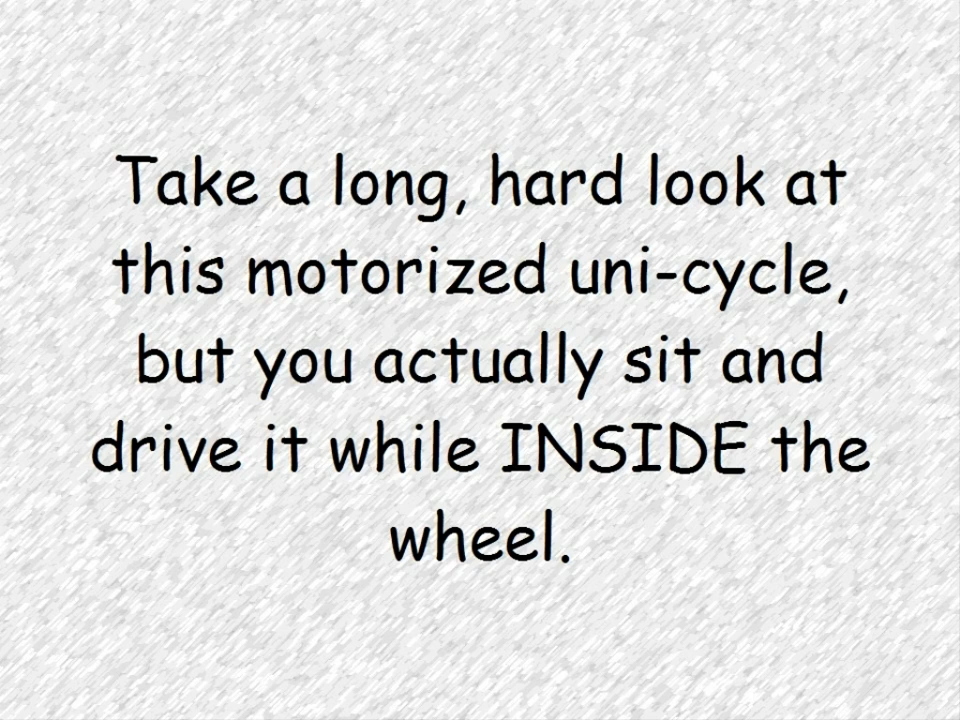 Take a long, hard look at
this motorized uni-cycle,
but you actually sit and
drive it while INSIDE the
wheel.